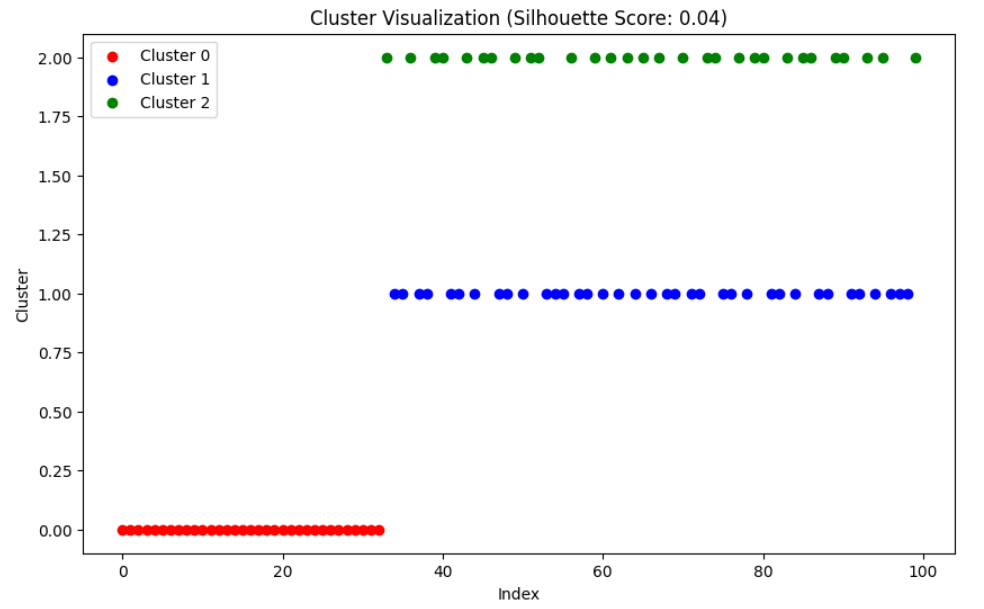 Cluster Visualization (Silhouette Score: 0.04)
Cluster 0
Cluster 1
Cluster 2
2.00
1.75
1.50
1.25
1.00
0.75
0.50
0.25
0.00
Cluster
0 20 40 60 80 100
Index